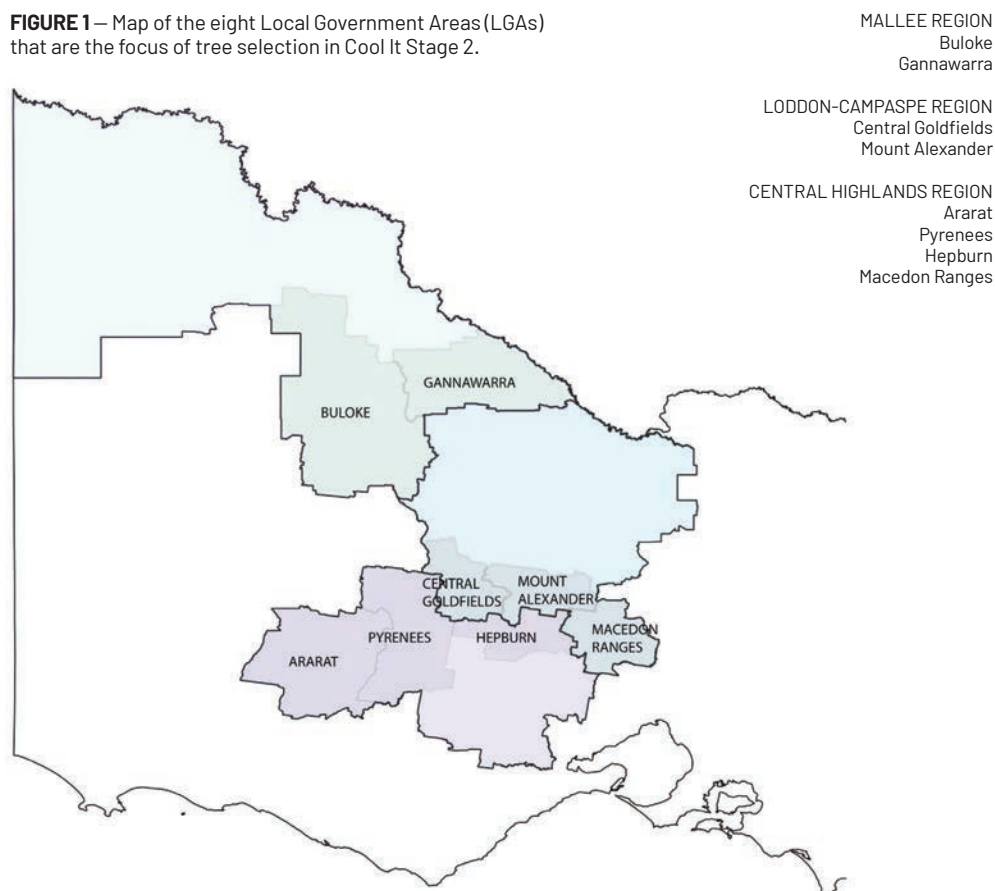 FIGURE 1 – Map of the eight Local Government Areas (LGAs)
that are the focus of tree selection in Cool It Stage 2.
MALLEE REGION
Buloke
Gannawarra
LODDON-CAMPASPE REGION
Central Goldfields
Mount Alexander
CENTRAL HIGHLANDS REGION
Ararat
Pyrenees
Hepburn
Macedon Ranges
GANNAWARRA
BULOKE
CENTRAL
GOLDFIELDS
MOUNT
ALEXANDER
PYRENEES
HEPBURN
MACEDON
RANGES
ARARAT